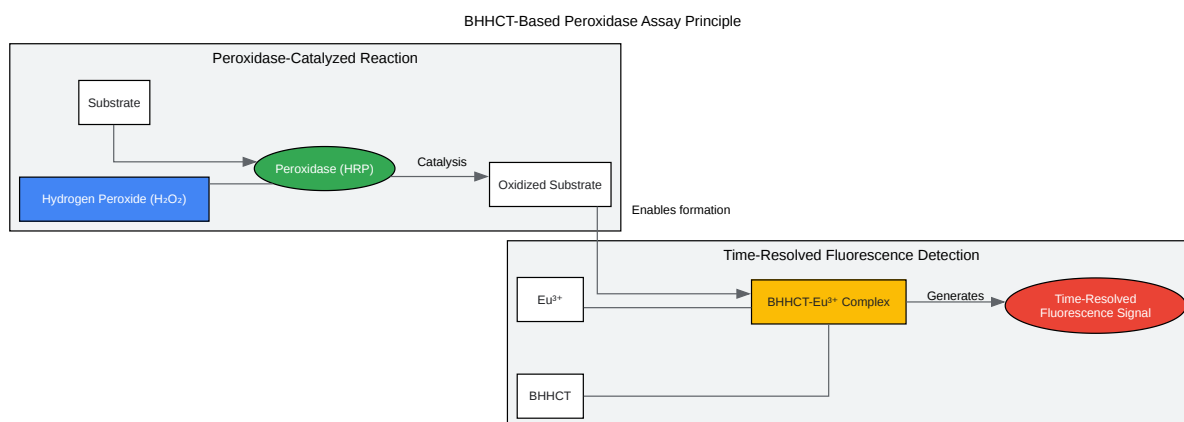 BHHCT-Based Peroxidase Assay Principle
Peroxidase-Catalyzed Reaction
Substrate
Peroxidase (HRP)
Catalysis
Hydrogen Peroxide (H₂O₂)
Oxidized Substrate
Enables formation
Time-Resolved Fluorescence Detection
Eu³⁺
BHHCT-Eu³⁺ Complex
Generates
Time-Resolved
Fluorescence Signal
BHHCT